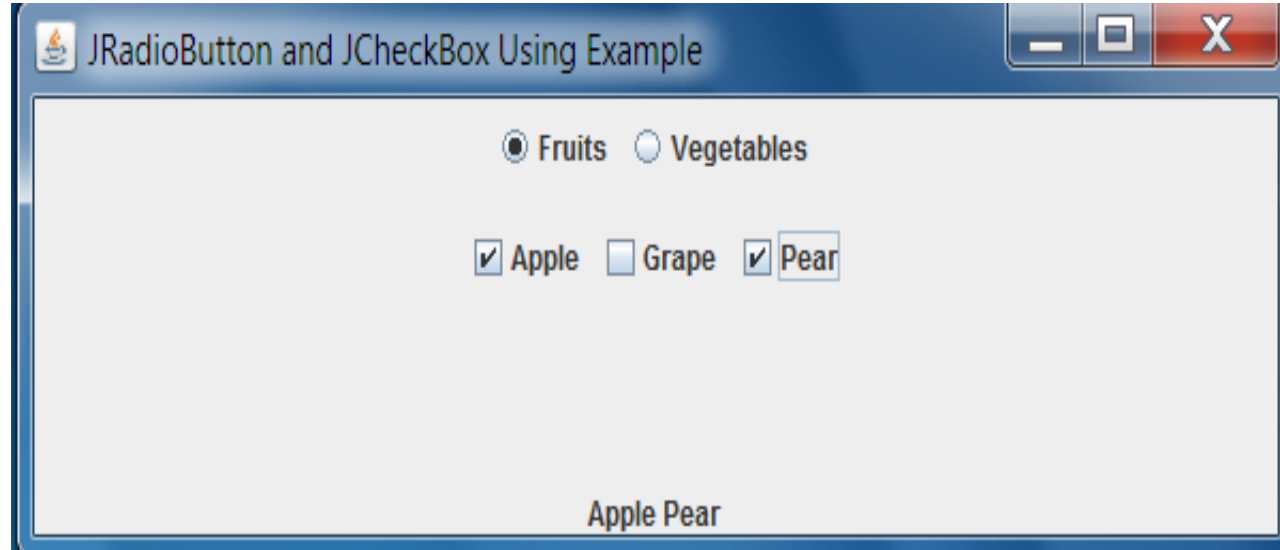 JRadioButton and JCheckBox Using Example
Fruits Vegetables
Apple Grape Pear
Apple Pear